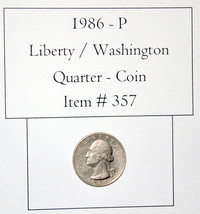 1986 - P
Liberty / Washington
Quarter - Coin
Item # 357